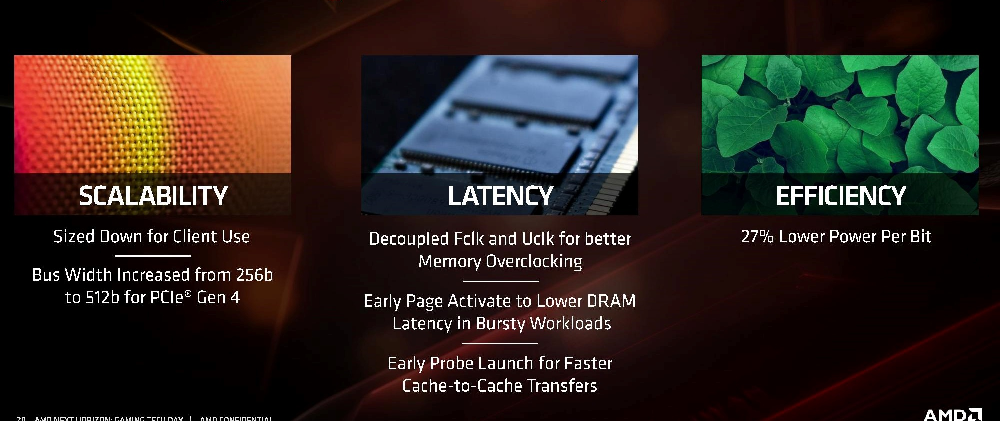 SCALABILITY
Sized Down for Client Use
Bus Width Increased from 256b
to 512b for PCIe® Gen 4
LATENCY
Decoupled Fclk and Uclk for better
Memory Overclocking
Early Page Activate to Lower DRAM
Latency in Bursty Workloads
Early Probe Launch for Faster
Cache-to-Cache Transfers
EFFICIENCY
27% Lower Power Per Bit
20 AMD NEXT HORIZON: GAMING TECH DAY | AMD CONFIDENTIAL
AMD